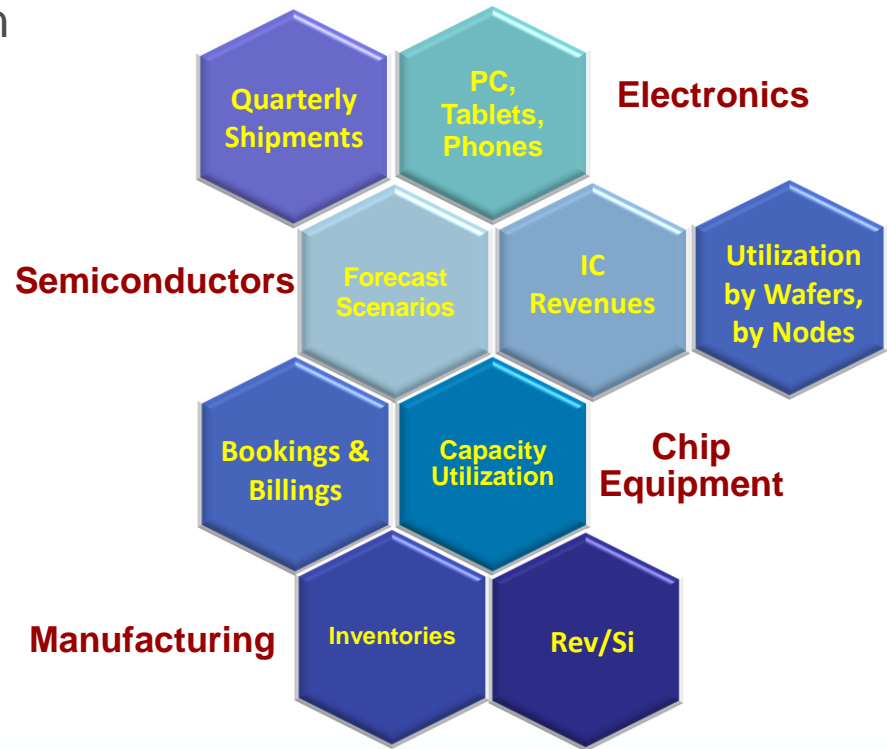 n
Quarterly
Shipments
PC,
Tablets,
Phones
Electronics
Semiconductors
Forecast
Scenarios
IC
Revenues
Utilization
by Wafers,
by Nodes
Bookings &
Billings
Capacity
Utilization
Chip
Equipment
Manufacturing
Inventories
Rev/Si